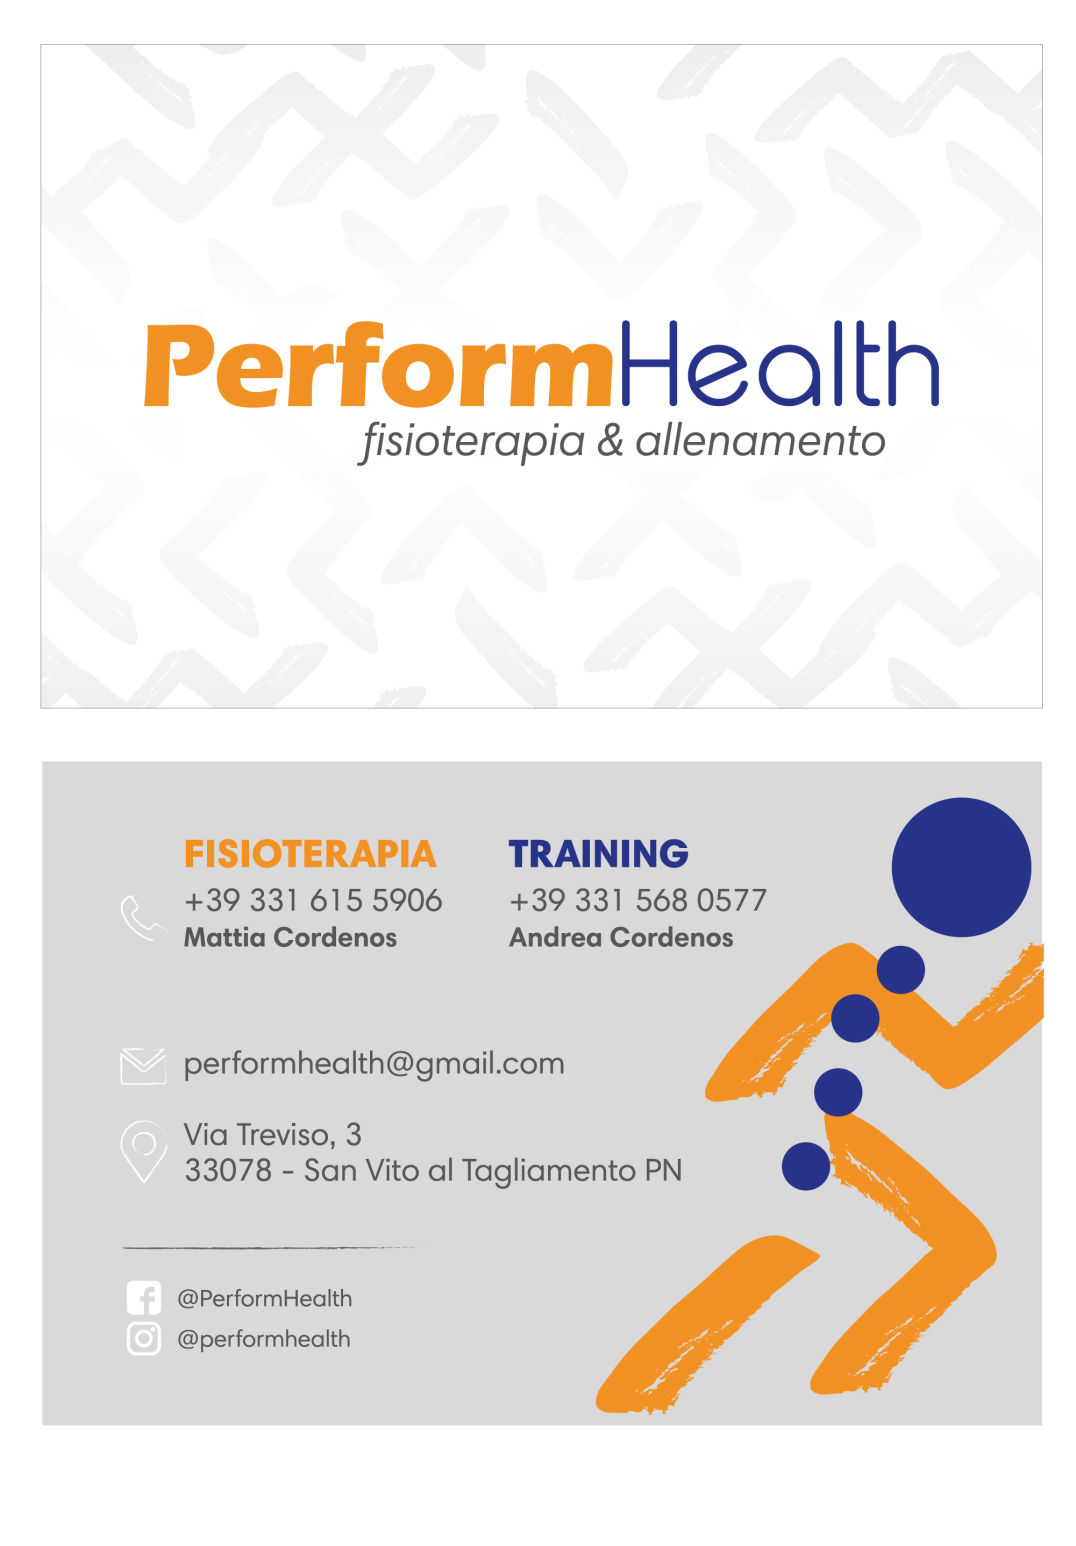 PerformHealth
fisioterapia & allenamento
FISIOTERAPIA
+39 331 615 5906
Mattia Cordenos
TRAINING
+39 331 568 0577
Andrea Cordenos
performhealth@gmail.com
Via Treviso, 3
33078 - San Vito al Tagliamento PN
@PerformHealth
@performhealth